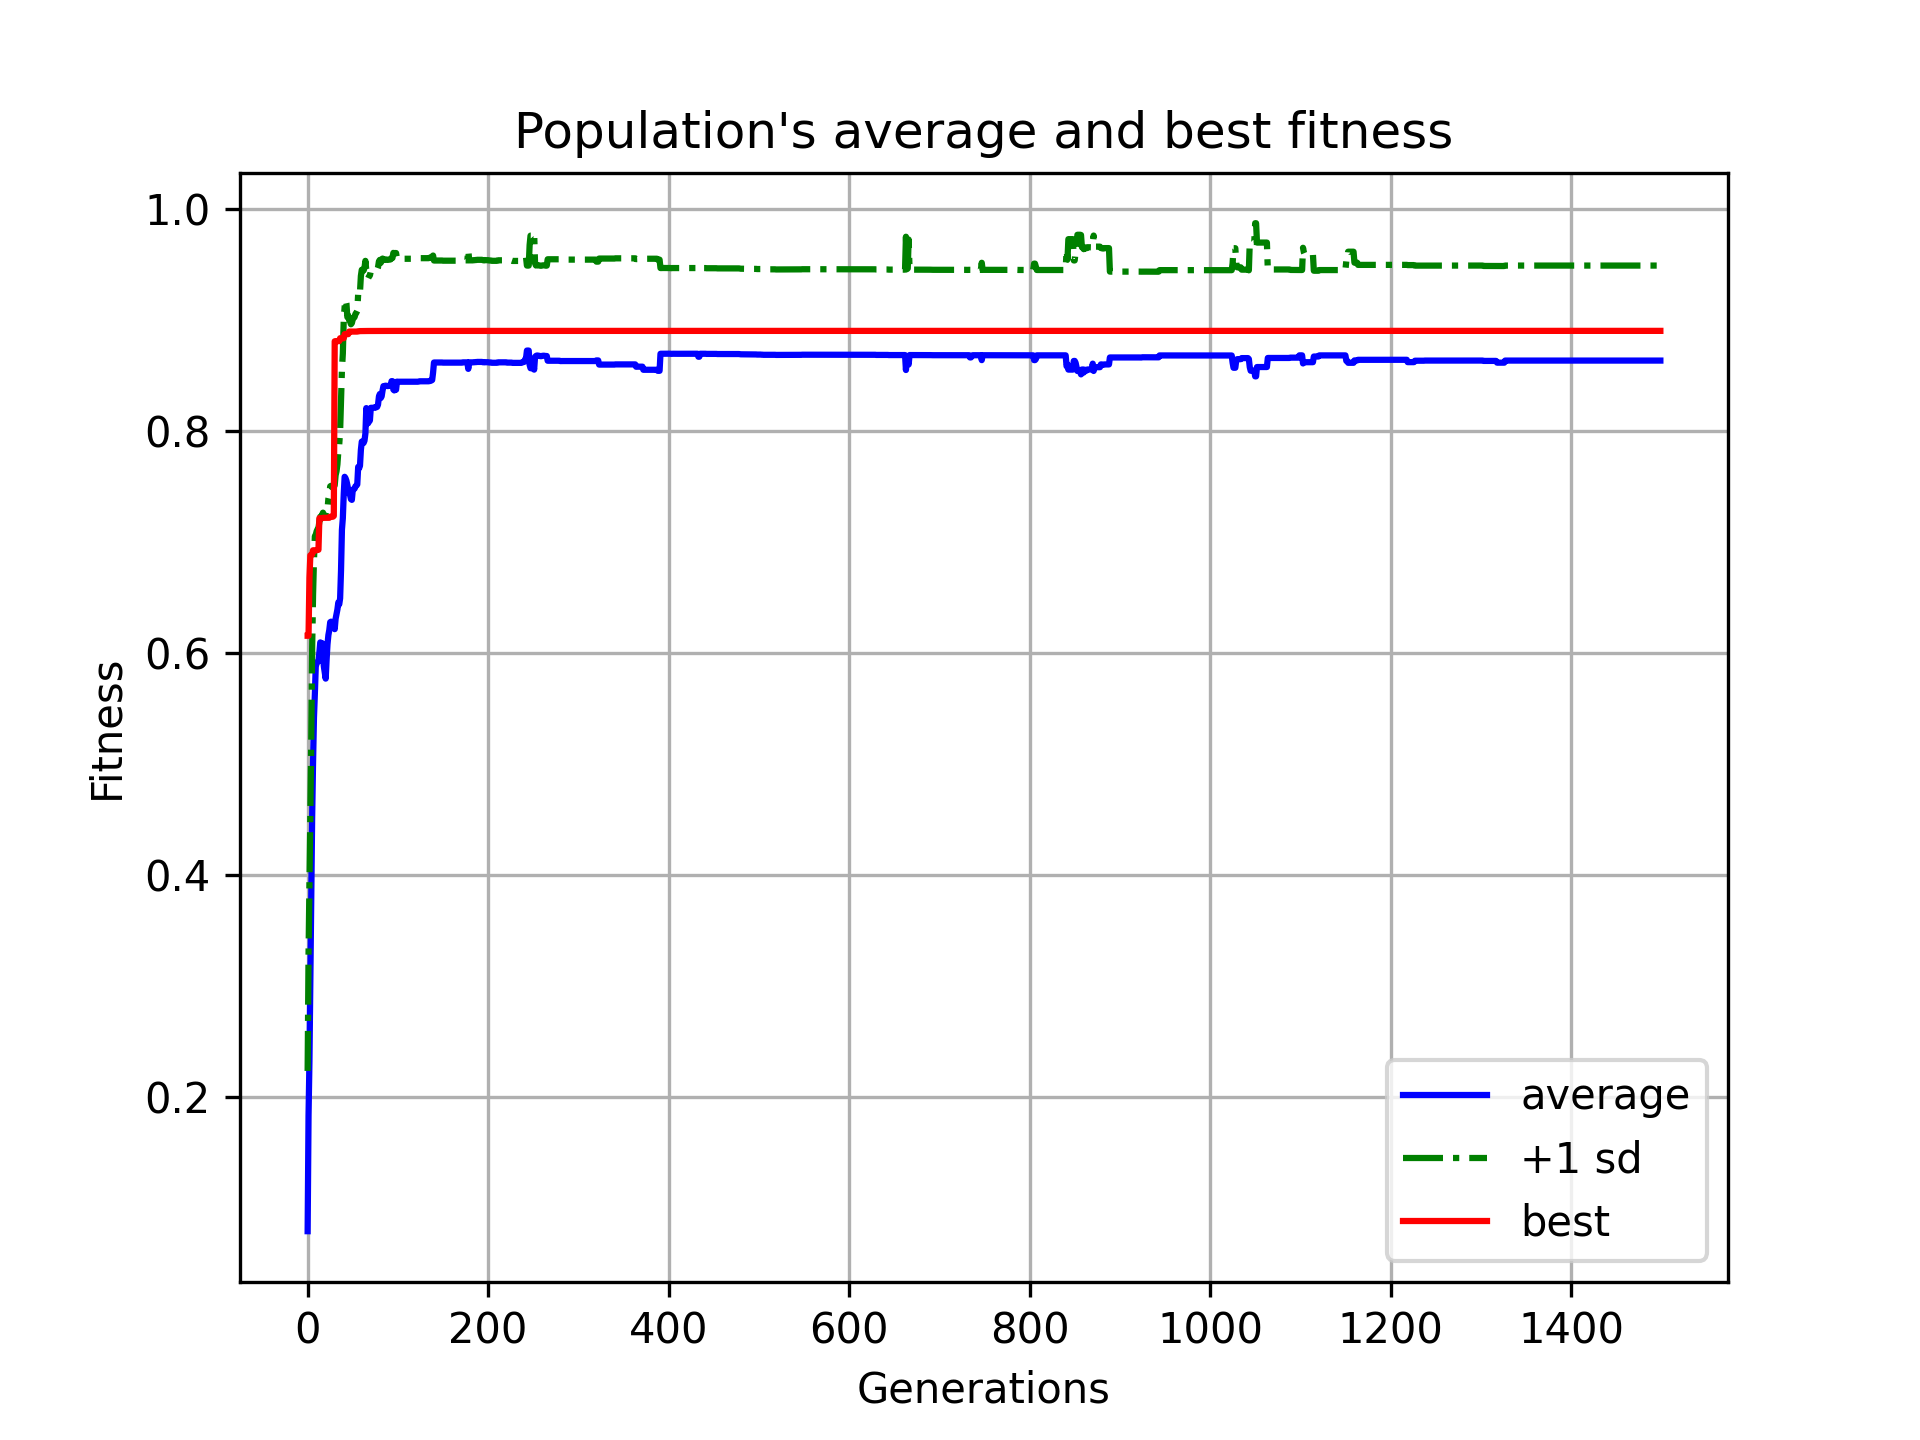 Population's average and best fitness
1.0
0.8
0.6
0.4
0.2
Fitness
0 200 400 600 800 1000 1200 1400
Generations
average
+1 sd
best